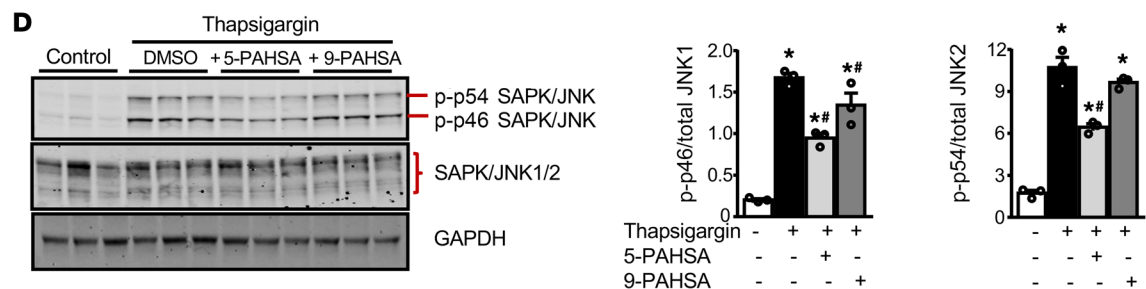 D
Thapsigargin
Control DMSO + 5-PAHSA + 9-PAHSA
p-p54 SAPK/JNK
p-p46 SAPK/JNK
SAPK/JNK1/2
GAPDH
p-p46/total JNK1
2.0
1.5
1.0
0.5
0
*
*#
*#
Thapsigargin - + + +
5-PAHSA - - + -
9-PAHSA - - - +
p-p54/total JNK2
12
9
6
3
0
*
*#
*
- + + +
- - + -
- - - +